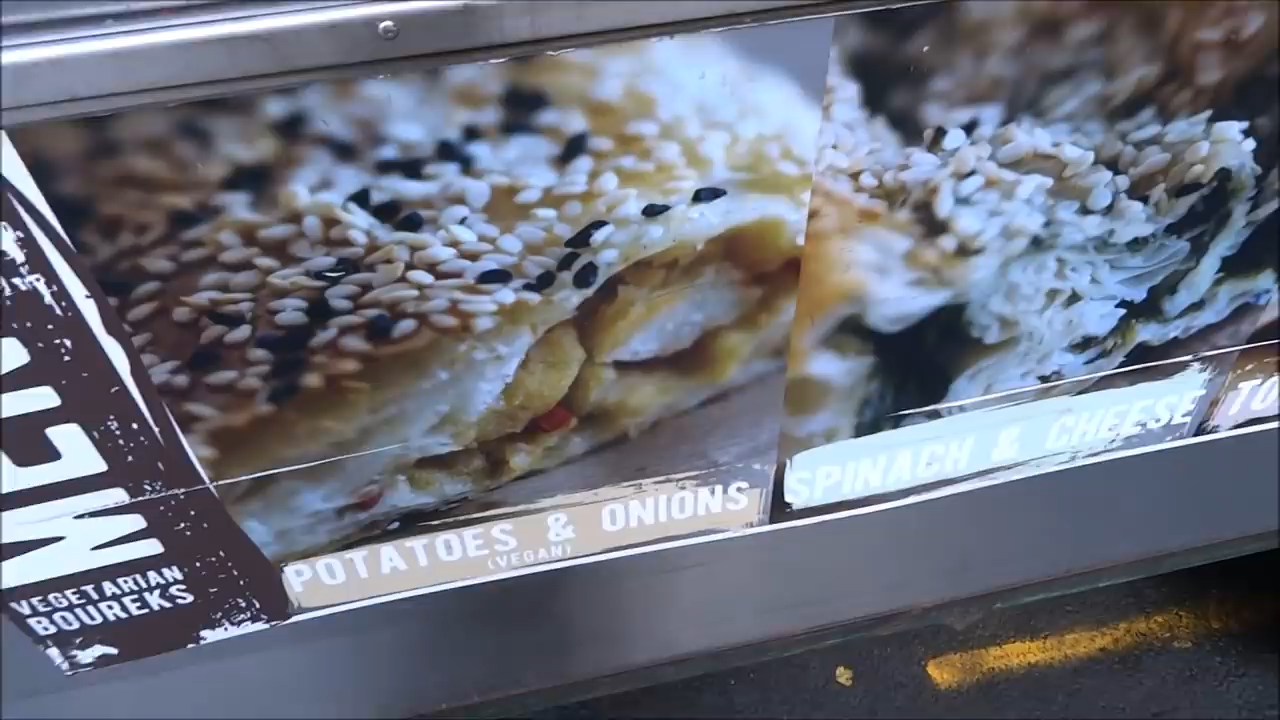 VEGETARIAN
BOUREKS
POTATOES & ONIONS
(VEGAN)
SPINACH & CHEESE